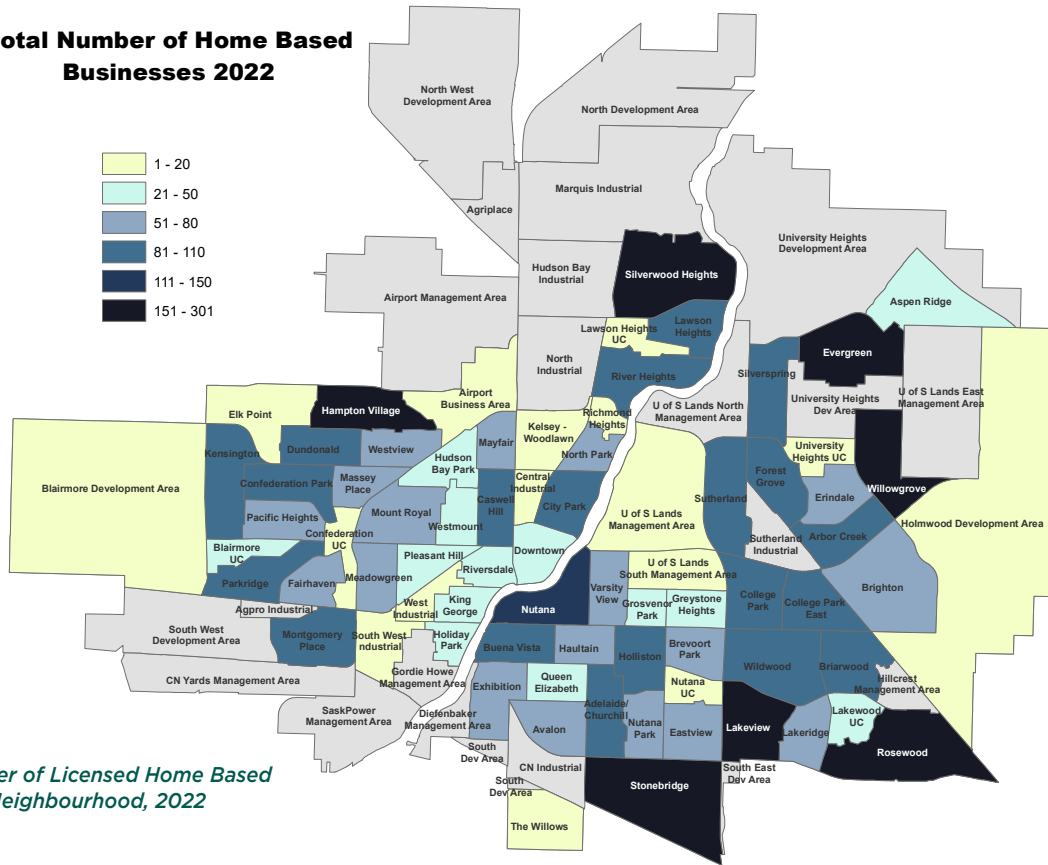 otal Number of Home Based
Businesses 2022
1 - 20
21 - 50
51 - 80
81 - 110
111 - 150
151 - 301
North West
Development Area
North Development Area
Marquis Industrial
Agriplace
University Heights
Development Area
Hudson Bay
Industrial
Silverwood Heights
Airport Management Area
Aspen Ridge
Lawson Heights
UC
Lawson
Heights
North
Industrial
River Heights
Silverspring
Evergreen
U of S Lands East
Management Area
University Heights
Dev Area
Airport
Business Area
Elk Point
Hampton Village
Richmond
Heights
U of S Lands North
Management Area
Kelsey -
Woodlawn
Mayfair
North Park
University
Heights UC
Kensington
Dundonald
Westview
Hudson
Bay Park
Massey
Place
Confederation Park
Central
Industrial
Caswell
Hill
City Park
Sutherland
Forest
Grove
Erindale
Willowgrove
Blairmore Development Area
Pacific Heights
Mount Royal
Westmount
U of S Lands
Management Area
Holmwood Development Area
Confederation
UC
Sutherland
Industrial
Arbor Creek
Blairmore
UC
Pleasant Hill
Downtown
Riversdale
Parkridge
Fairhaven
Meadowgreen
U of S Lands
South Management Area
Varsity
View
College
Park
College Park
East
Brighton
Agpro Industrial
West
Industrial
King
George
Nutana
Grosvenor
Park
Greystone
Heights
South West
Development Area
Montgomery
Place
South West
ndustrial
Holiday
Park
Buena Vista
Haultain
Holliston
Brevoort
Park
Wildwood
Briarwood
CN Yards Management Area
Gordie Howe
Management Area
Exhibition
Queen
Elizabeth
Nutana
UC
Hillcrest
Management Area
SaskPower
Management Area
Diefenbaker
Management Area
Adelaide/
Churchill
Nutana
Park
Avalon
Eastview
Lakeview
Lakeridge
Lakewood
UC
Rosewood
South
Dev Area
CN Industrial
South East
Dev Area
South
Dev Area
Stonebridge
The Willows
er of Licensed Home Based
Neighbourhood, 2022